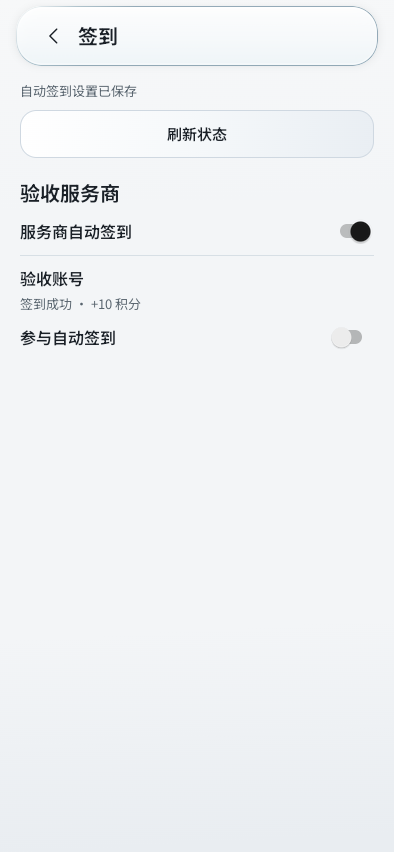 签到
自动签到设置已保存
刷新状态
验收服务商
服务商自动签到
验收账号
签到成功 · +10 积分
参与自动签到